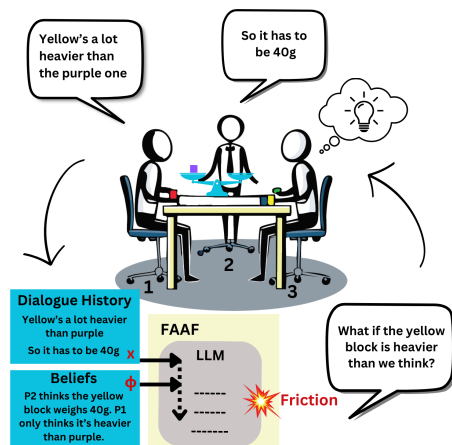 Yellow's a lot
heavier than
the purple one
So it has to
be 40g
1
2
3
Dialogue History
Yellow's a lot heavier
than purple
So it has to be 40g x
Beliefs
ϕ
P2 thinks the yellow
block weighs 40g. P1
only thinks it's heavier
than purple.
FAAF
LLM
Friction
What if the yellow
block is heavier
than we think?